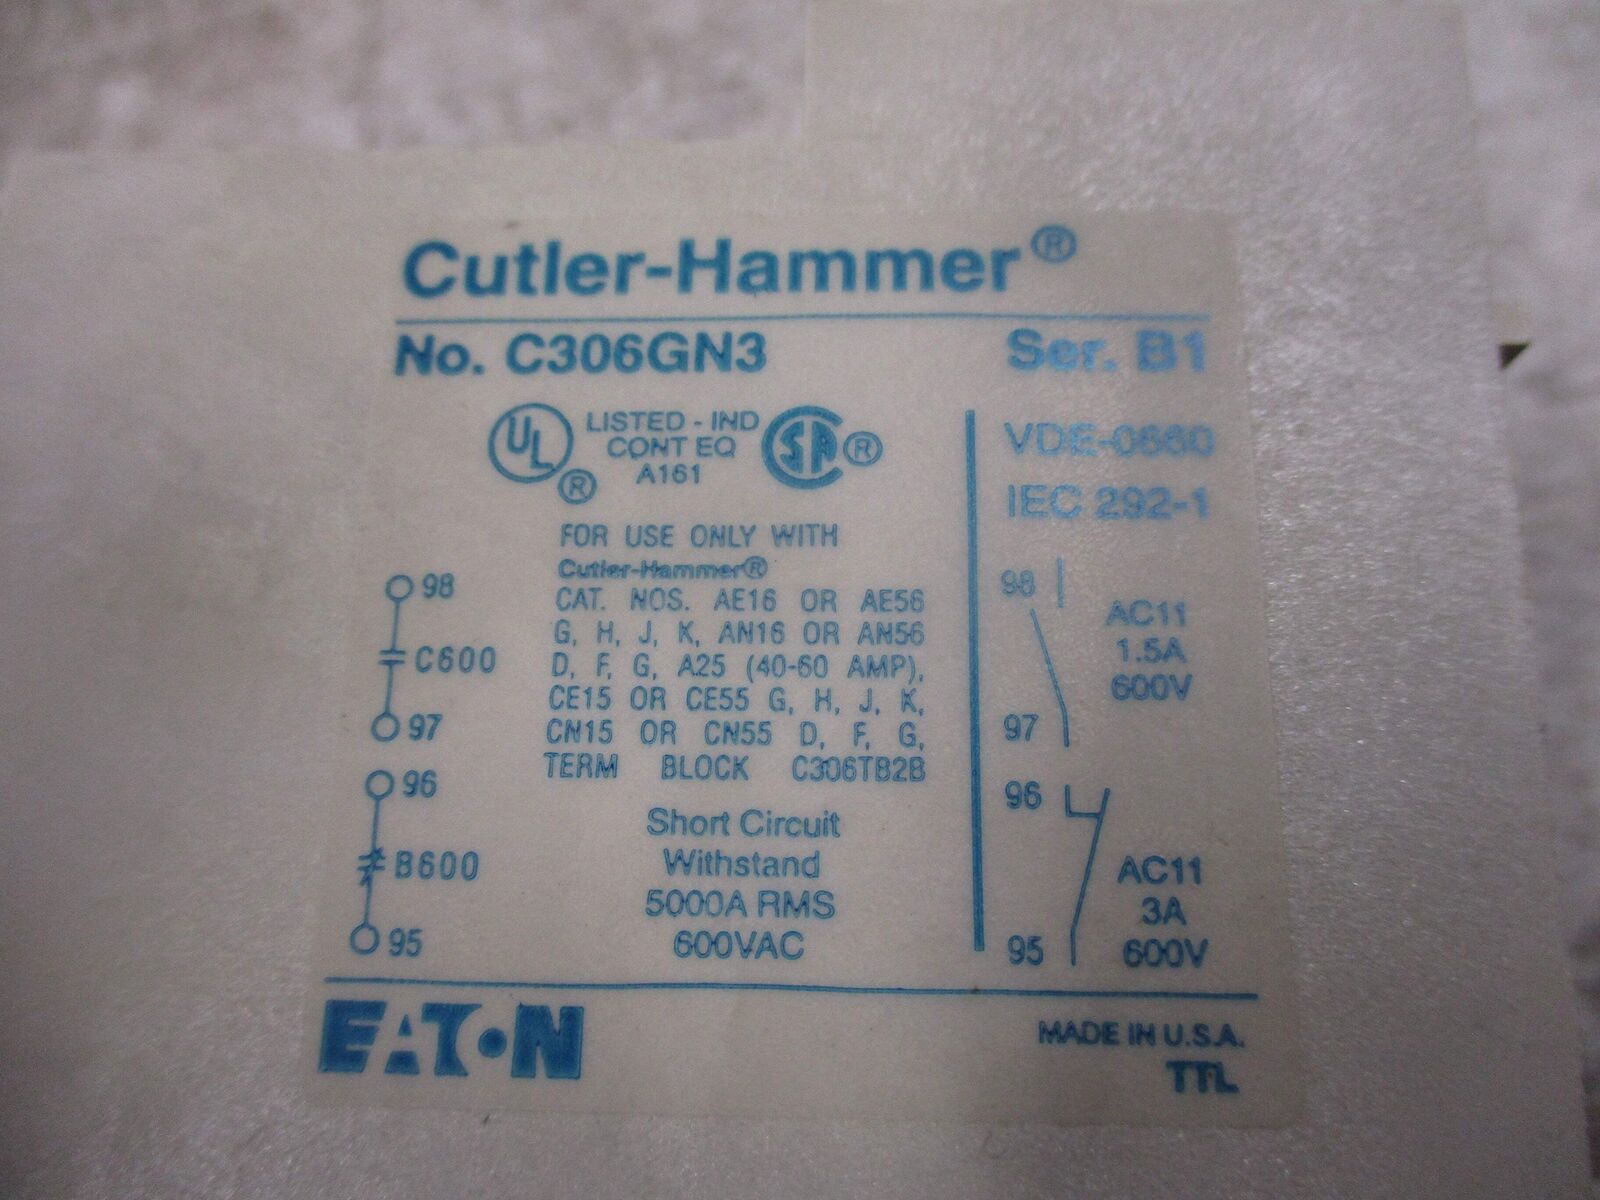 Cutler-Hammer®
No. C306GN3 Ser. B1
UL® LISTED - IND
CONT EQ
A161
SA®
VDE-0660
IEC 292-1
FOR USE ONLY WITH
Cutler-Hammer®
CAT. NOS. AE16 OR AE56
G, H, J, K, AN16 OR AN56
D, F, G, A25 (40-60 AMP),
CE15 OR CE55 G, H, J, K,
CN15 OR CN55 D, F, G,
TERM BLOCK C306TB2B
Short Circuit
Withstand
5000A RMS
600VAC
98
C600
97
96
B600
95
98
AC11
1.5A
600V
97
96
AC11
3A
600V
95
EATON
MADE IN U.S.A.
TTL